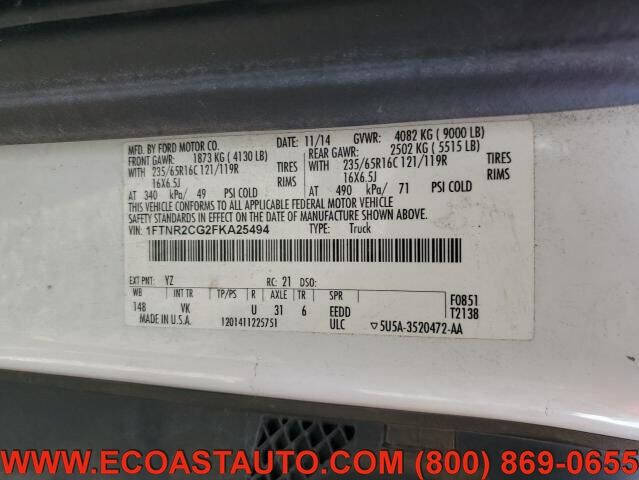 MFD. BY FORD MOTOR CO.
DATE: 11/14 GVWR: 4082 KG ( 9000 LB)
FRONT GAWR: 1873 KG ( 4130 LB)
REAR GAWR: 2502 KG ( 5515 LB)
WITH 235/65R16C 121/119R TIRES
WITH 235/65R16C 121/119R TIRES
16X6.5J RIMS
16X6.5J RIMS
AT 340 kPa/ 49 PSI COLD
AT 490 kPa/ 71 PSI COLD
THIS VEHICLE CONFORMS TO ALL APPLICABLE FEDERAL MOTOR VEHICLE
SAFETY STANDARDS IN EFFECT ON THE DATE OF MANUFACTURE SHOWN ABOVE.
VIN: 1FTNR2CG2FKA25494 TYPE: Truck
EXT PNT: YZ RC: 21 DSO:
WB INT TR TP/PS R AXLE TR SPR
148 VK U 31 6 EEDD
F0851
T2138
MADE IN U.S.A. 1201411225751 ULC ▽5U5A-3520472-AA
WWW.ECOASTAUTO.COM (800) 869-0655